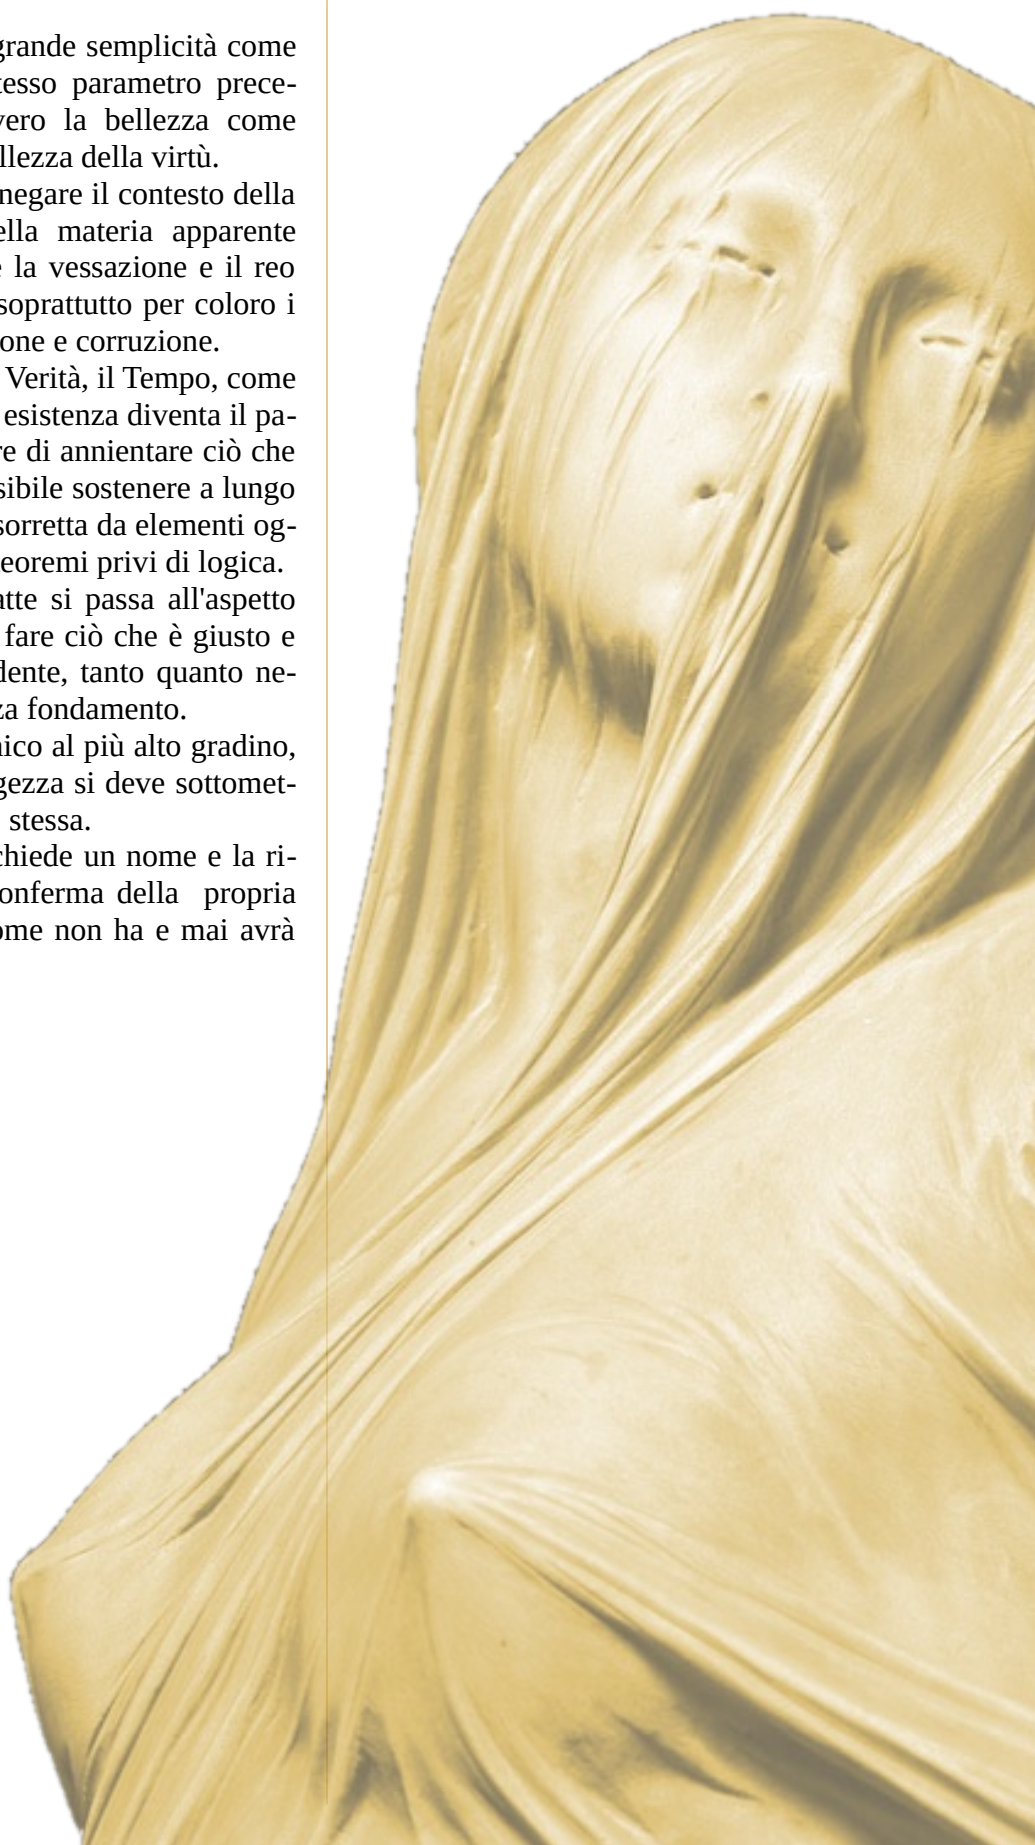 grande semplicità come
tesso parametro prece-
vero la bellezza come
llezza della virtù.
negare il contesto della
ella materia apparente
e la vessazione e il reo
soprattutto per coloro i
one e corruzione.
Verità, il Tempo, come
esistenza diventa il pa-
re di annientare ciò che
sibile sostenere a lungo
sorretta da elementi og-
eoremi privi di logica.
atte si passa all'aspetto
fare ciò che è giusto e
dente, tanto quanto ne-
za fondamento.
nico al più alto gradino,
gezza si deve sottomet-
stessa.
chiede un nome e la ri-
onferma della propria
ome non ha e mai avrà